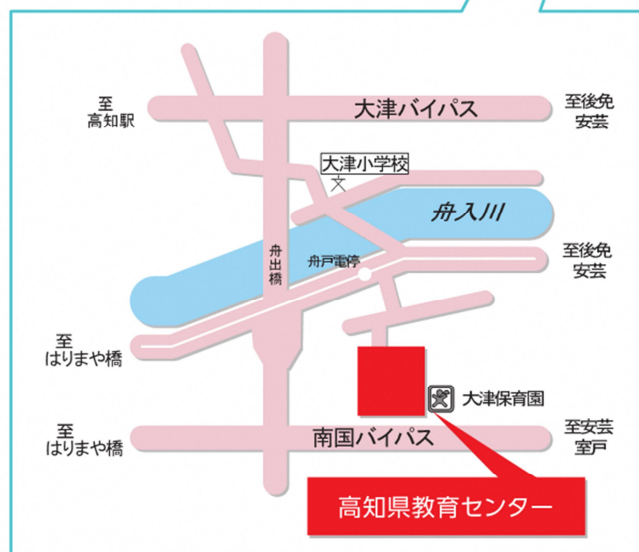 至
高知駅
大津バイパス
至後免
安芸
大津小学校
文
舟入川
舟出橋
舟戸電停
至後免
安芸
至
はりまや橋
大津保育園
至
はりまや橋
南国バイパス
至安芸
室戸
高知県教育センター